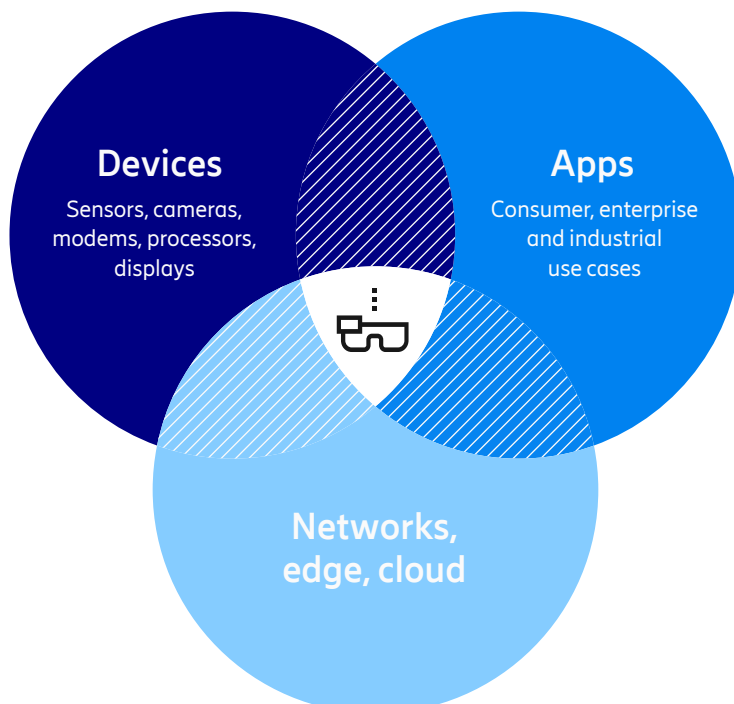 Devices
Sensors, cameras,
modems, processors,
displays
Apps
Consumer, enterprise
and industrial
use cases
Networks,
edge, cloud